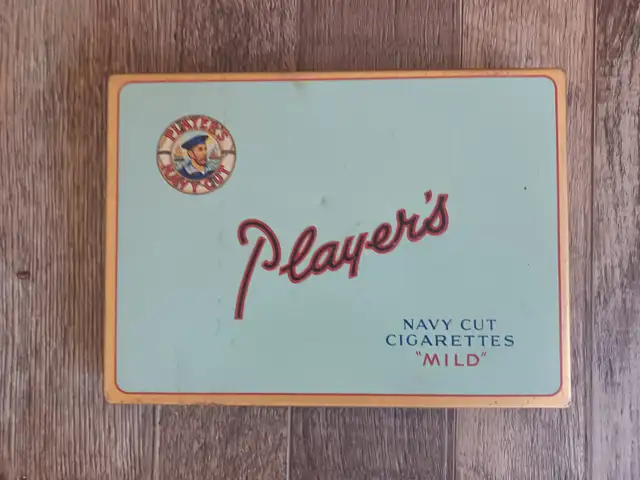 PLAYER'S
NAVY CUT
Player's
NAVY CUT
CIGARETTES
"MILD"